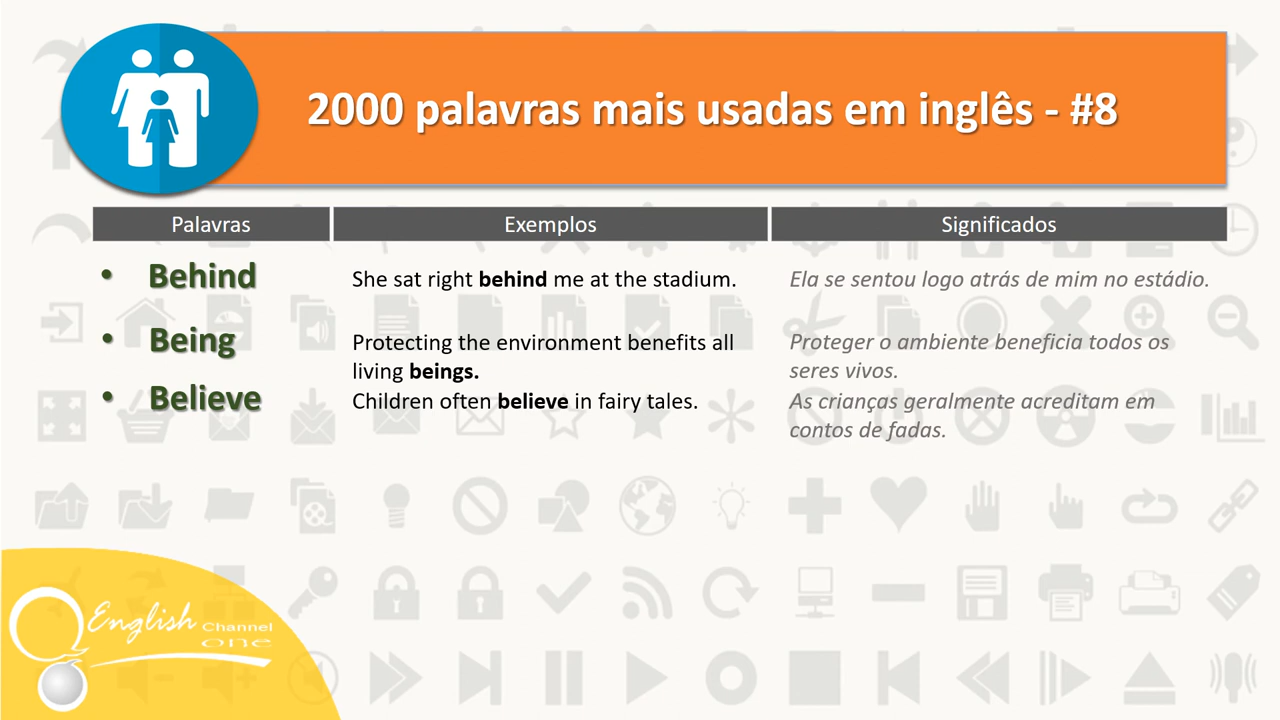 2000 palavras mais usadas em inglês - #8
Palavras Exemplos Significados
• Behind She sat right behind me at the stadium. Ela se sentou logo atrás de mim no estádio.
• Being Protecting the environment benefits all Proteger o ambiente beneficia todos os
living beings. seres vivos.
• Believe Children often believe in fairy tales. As crianças geralmente acreditam em
contos de fadas.
English Channel
one